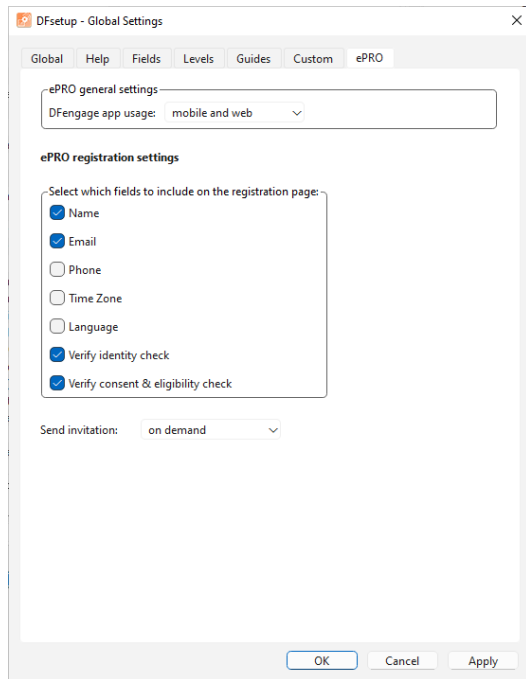 DFsetup - Global Settings
Global Help Fields Levels Guides Custom ePRO
ePRO general settings
DFengage app usage: mobile and web
ePRO registration settings
Select which fields to include on the registration page:
Name
Email
Phone
Time Zone
Language
Verify identity check
Verify consent & eligibility check
Send invitation: on demand
OK Cancel Apply